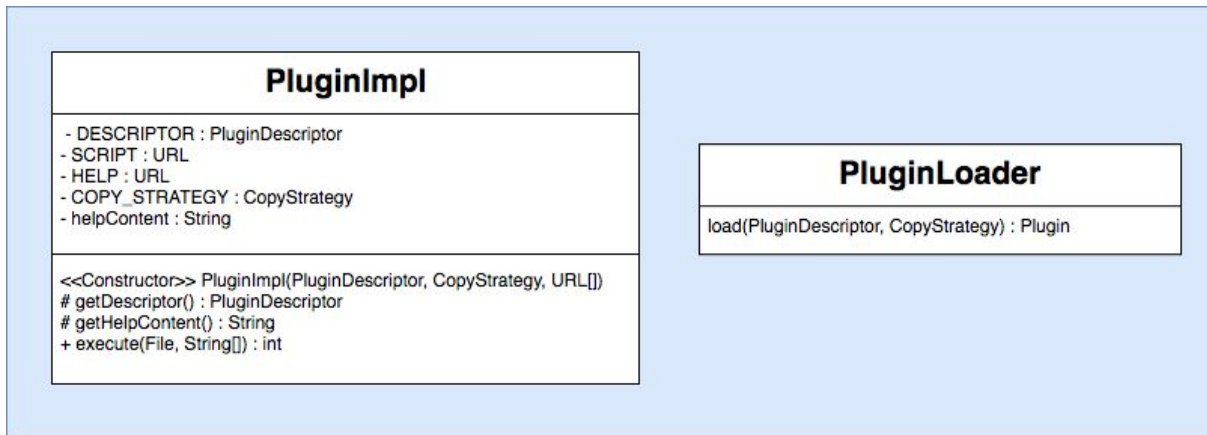 PluginImpl
- DESCRIPTOR : PluginDescriptor
- SCRIPT : URL
- HELP : URL
- COPY_STRATEGY : CopyStrategy
- helpContent : String
<<Constructor>> PluginImpl(PluginDescriptor, CopyStrategy, URL[])
# getDescriptor() : PluginDescriptor
# getHelpContent() : String
+ execute(File, String[]) : int
PluginLoader
load(PluginDescriptor, CopyStrategy) : Plugin